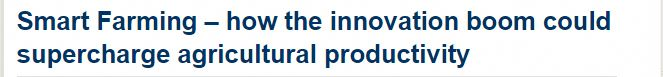 Smart Farming – how the innovation boom could
supercharge agricultural productivity